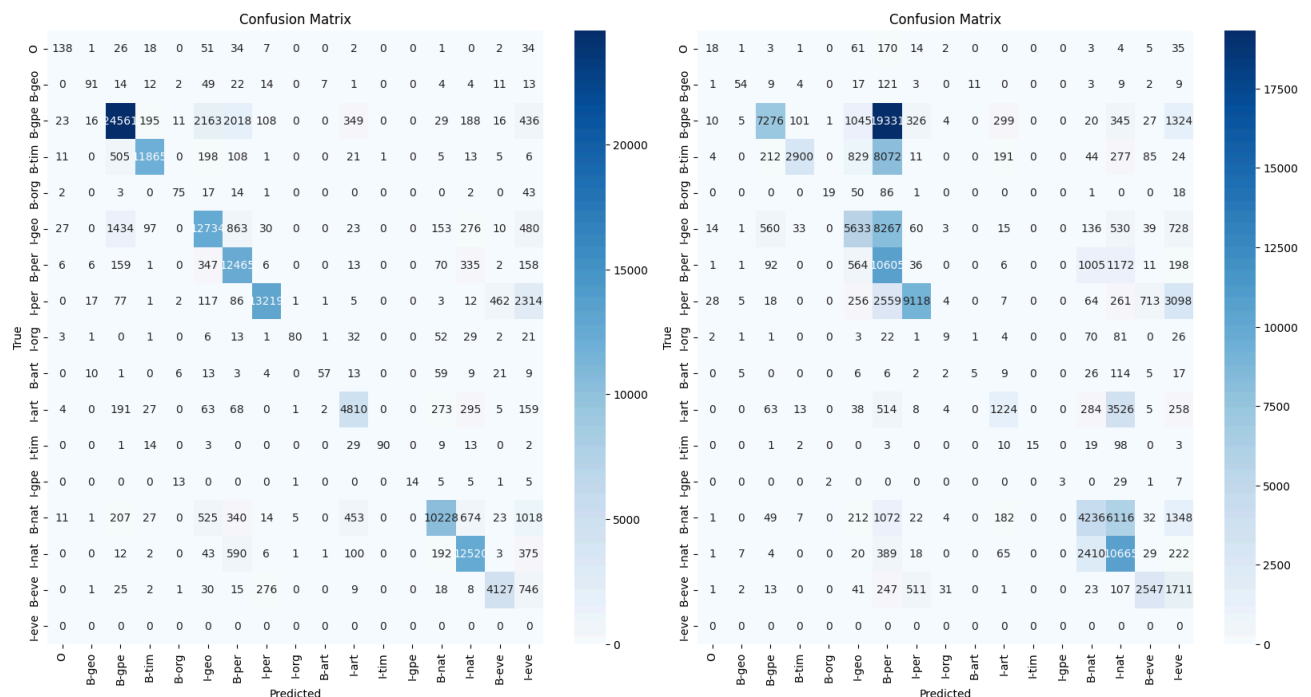 Confusion Matrix
O 138 1 26 18 0 51 34 7 0 0 2 0 0 1 0 2 34
B-geo 0 91 14 12 2 49 22 14 0 7 1 0 0 4 4 11 13
B-gpe 23 16 24561 195 11 2163 2018 108 0 0 349 0 0 29 188 16 436
B-tim 11 0 505 11865 0 198 108 1 0 0 21 1 0 5 13 5 6
B-org 2 0 3 0 75 17 14 1 0 0 0 0 0 0 2 0 43
I-geo 27 0 1434 97 0 12734 863 30 0 0 23 0 0 153 276 10 480
B-per 6 6 159 1 0 347 12465 6 0 0 13 0 0 70 335 2 158
I-per 0 17 77 1 2 117 86 13219 1 1 5 0 0 3 12 462 2314
I-org 3 1 0 1 0 6 13 1 80 1 32 0 0 52 29 2 21
B-art 0 10 1 0 6 13 3 4 0 57 13 0 0 59 9 21 9
I-art 4 0 191 27 0 63 68 0 1 2 4810 0 0 273 295 5 159
I-tim 0 0 1 14 0 3 0 0 0 0 29 90 0 9 13 0 2
I-gpe 0 0 0 0 13 0 0 0 1 0 0 0 14 5 5 1 5
B-nat 11 1 207 27 0 525 340 14 5 0 453 0 0 10228 674 23 1018
I-nat 0 0 12 2 0 43 590 6 1 1 100 0 0 192 12520 3 375
B-eve 0 1 25 2 1 30 15 276 8 0 9 0 0 18 8 4127 746
I-eve 0 0 0 0 0 0 0 0 0 0 0 0 0 0 0 0 0
O B-geo B-gpe B-tim B-org I-geo B-per I-per I-org B-art I-art I-tim I-gpe B-nat I-nat B-eve I-eve
Predicted
True
20000
15000
10000
5000
0
Confusion Matrix
O 18 1 3 1 0 61 170 14 2 0 0 0 0 3 4 5 35
B-geo 1 54 9 4 0 17 121 3 0 11 0 0 0 3 9 2 9
B-gpe 10 5 7276 101 1 1045 19331 326 4 0 299 0 0 20 345 27 1324
B-tim 4 0 212 2900 0 829 8072 11 0 0 191 0 0 44 277 85 24
B-org 0 0 0 0 19 50 86 1 0 0 0 0 0 1 0 0 18
I-geo 14 1 560 33 0 5633 8267 60 3 0 15 0 0 136 530 39 728
B-per 1 1 92 0 0 564 10605 36 0 0 6 0 0 1005 1172 11 198
I-per 28 5 18 0 0 256 2559 9118 4 0 7 0 0 64 261 713 3098
I-org 2 1 1 0 0 3 22 1 9 1 4 0 0 70 81 0 26
B-art 0 5 0 0 0 6 6 2 2 5 9 0 0 26 114 5 17
I-art 0 0 63 13 0 38 514 8 4 0 1224 0 0 284 3526 5 258
I-tim 0 0 1 2 0 0 3 0 0 0 10 15 0 19 98 0 3
I-gpe 0 0 0 0 2 0 0 0 0 0 0 0 3 0 29 1 7
B-nat 1 0 49 7 0 212 1072 22 4 0 182 0 0 4236 6116 32 1348
I-nat 1 7 4 0 0 20 389 18 0 0 65 0 0 2410 10665 29 222
B-eve 1 2 13 0 0 41 247 511 31 0 1 0 0 23 107 2547 1711
I-eve 0 0 0 0 0 0 0 0 0 0 0 0 0 0 0 0 0
O B-geo B-gpe B-tim B-org I-geo B-per I-per I-org B-art I-art I-tim I-gpe B-nat I-nat B-eve I-eve
Predicted
True
17500
15000
12500
10000
7500
5000
2500
0